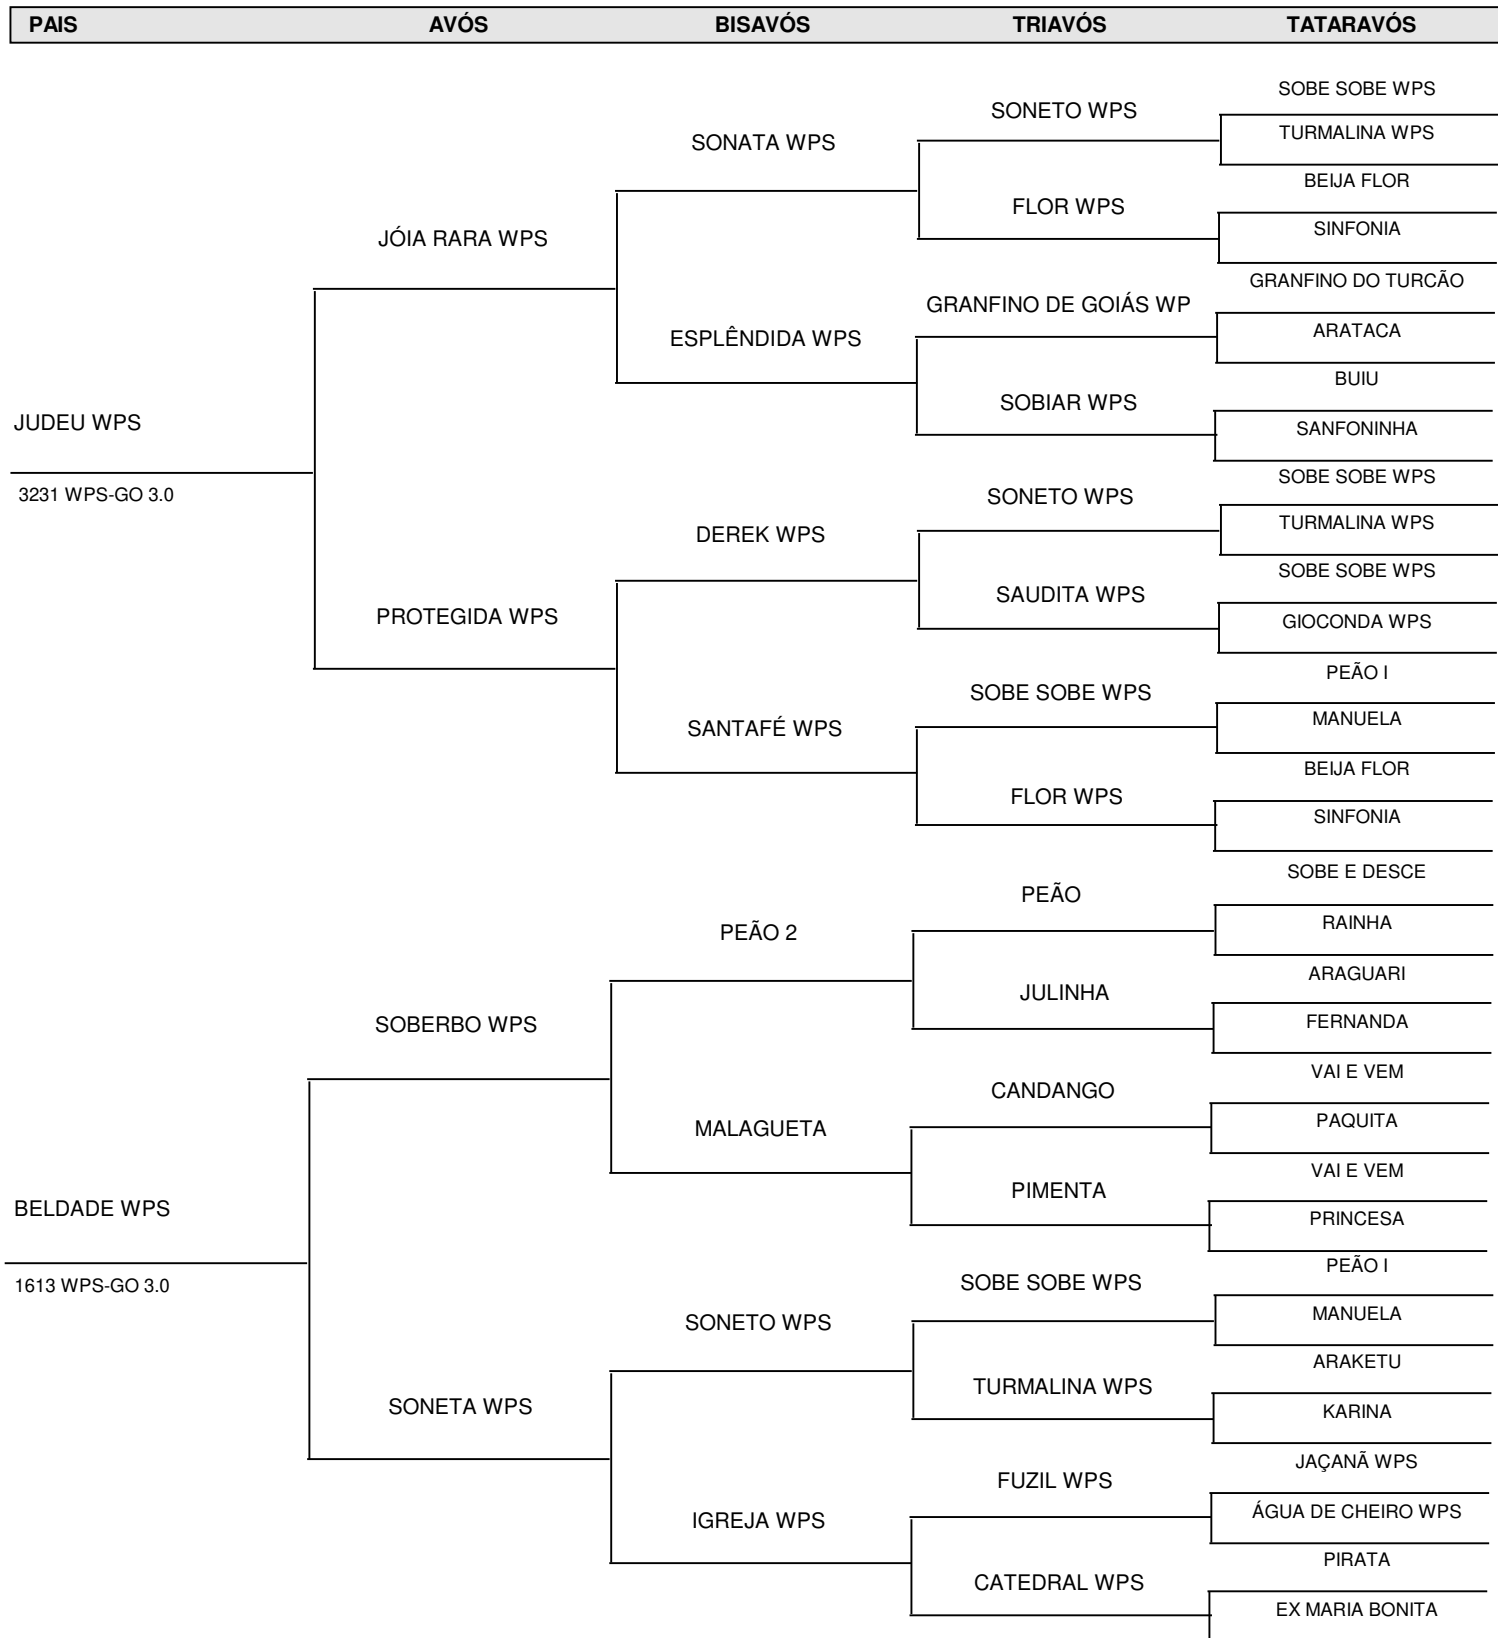 PAIS AVÓS BISAVÓS TRIAVÓS TATARAVÓS
SOBE SOBE WPS
SONETO WPS
TURMALINA WPS
SONATA WPS
BEIJA FLOR
FLOR WPS
SINFONIA
JÓIA RARA WPS
GRANFINO DO TURCÃO
GRANFINO DE GOIÁS WP
ARATACA
ESPLÊNDIDA WPS
BUIU
SOBIAR WPS
SANFONINHA
JUDEU WPS
3231 WPS-GO 3.0
SOBE SOBE WPS
SONETO WPS
TURMALINA WPS
DEREK WPS
SOBE SOBE WPS
SAUDITA WPS
GIOCONDA WPS
PROTEGIDA WPS
PEÃO I
SOBE SOBE WPS
MANUELA
SANTAFÉ WPS
BEIJA FLOR
FLOR WPS
SINFONIA
SOBE E DESCE
PEÃO
RAINHA
PEÃO 2
ARAGUARI
JULINHA
FERNANDA
SOBERBO WPS
VAI E VEM
CANDANGO
PAQUITA
MALAGUETA
VAI E VEM
PIMENTA
PRINCESA
BELDADE WPS
1613 WPS-GO 3.0
PEÃO I
SOBE SOBE WPS
MANUELA
SONETO WPS
ARAKETU
TURMALINA WPS
KARINA
SONETA WPS
JAÇANÃ WPS
FUZIL WPS
ÁGUA DE CHEIRO WPS
IGREJA WPS
PIRATA
CATEDRAL WPS
EX MARIA BONITA